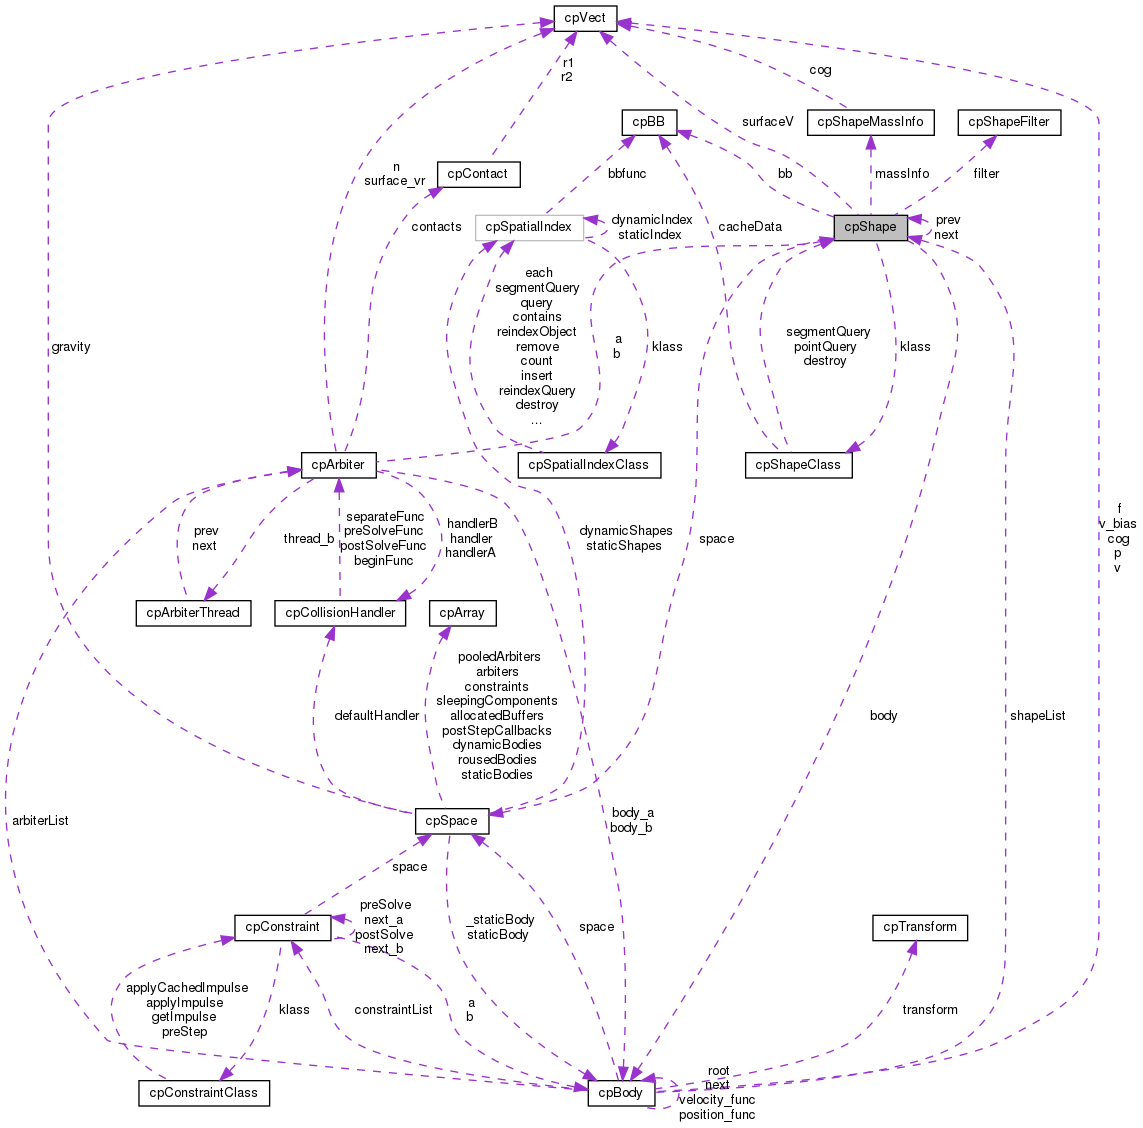 cpVect
r1
r2
cog
cpBB
surfaceV
cpShapeMassInfo
cpShapeFilter
n
surface_vr
cpContact
bbfunc
bb
massInfo
filter
contacts
cpSpatialIndex
dynamicIndex
staticIndex
cacheData
cpShape
prev
next
gravity
each
segmentQuery
query
contains
reindexObject
remove
count
insert
reindexQuery
destroy
...
a
b
klass
segmentQuery
pointQuery
destroy
klass
cpArbiter
cpSpatialIndexClass
cpShapeClass
prev
next
thread_b
separateFunc
preSolveFunc
postSolveFunc
beginFunc
handlerB
handler
handlerA
dynamicShapes
staticShapes
space
f
v_bias
cog
p
v
cpArbiterThread
cpCollisionHandler
cpArray
defaultHandler
pooledArbiters
arbiters
constraints
sleepingComponents
allocatedBuffers
postStepCallbacks
dynamicBodies
rousedBodies
staticBodies
body
shapeList
arbiterList
cpSpace
body_a
body_b
space
cpConstraint
preSolve
next_a
postSolve
next_b
_staticBody
staticBody
space
cpTransform
applyCachedImpulse
applyImpulse
getImpulse
preStep
klass
constraintList
a
b
transform
cpConstraintClass
cpBody
root
next
velocity_func
position_func